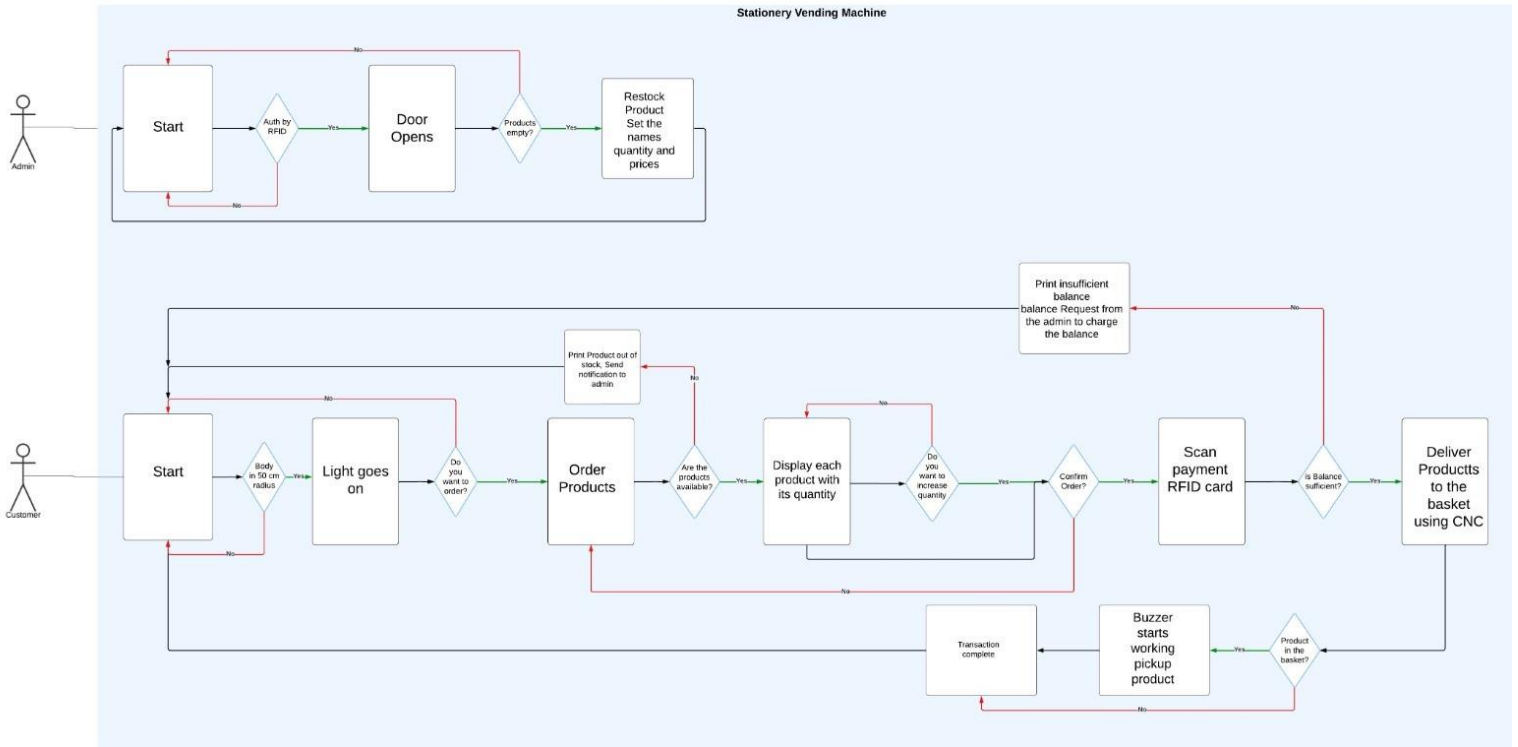 Stationery Vending Machine
No
Start
Auth by
RFID
Yes
Door
Opens
Products
empty?
Yes
Restock
Product
Set the
names
quantity and
prices
Admin
No
Print insufficient
balance
balance Request from
the admin to charge
the balance
No
Print Product out of
stock, Send
notification to
admin
No
No
No
Start
Body
in 50 cm
radius
Yes
Light goes
on
Do
you
want to
order?
Yes
Order
Products
Are the
products
available?
Yes
Display each
product with
its quantity
Do
you
want to
increase
quantity
Yes
Confirm
Order?
Yes
Scan
payment
RFID card
is Balance
sufficient?
Yes
Deliver
Productts
to the
basket
using CNC
Customer
No
No
Transaction
complete
Buzzer
starts
working
pickup
product
Yes
Product
in the
basket?
No